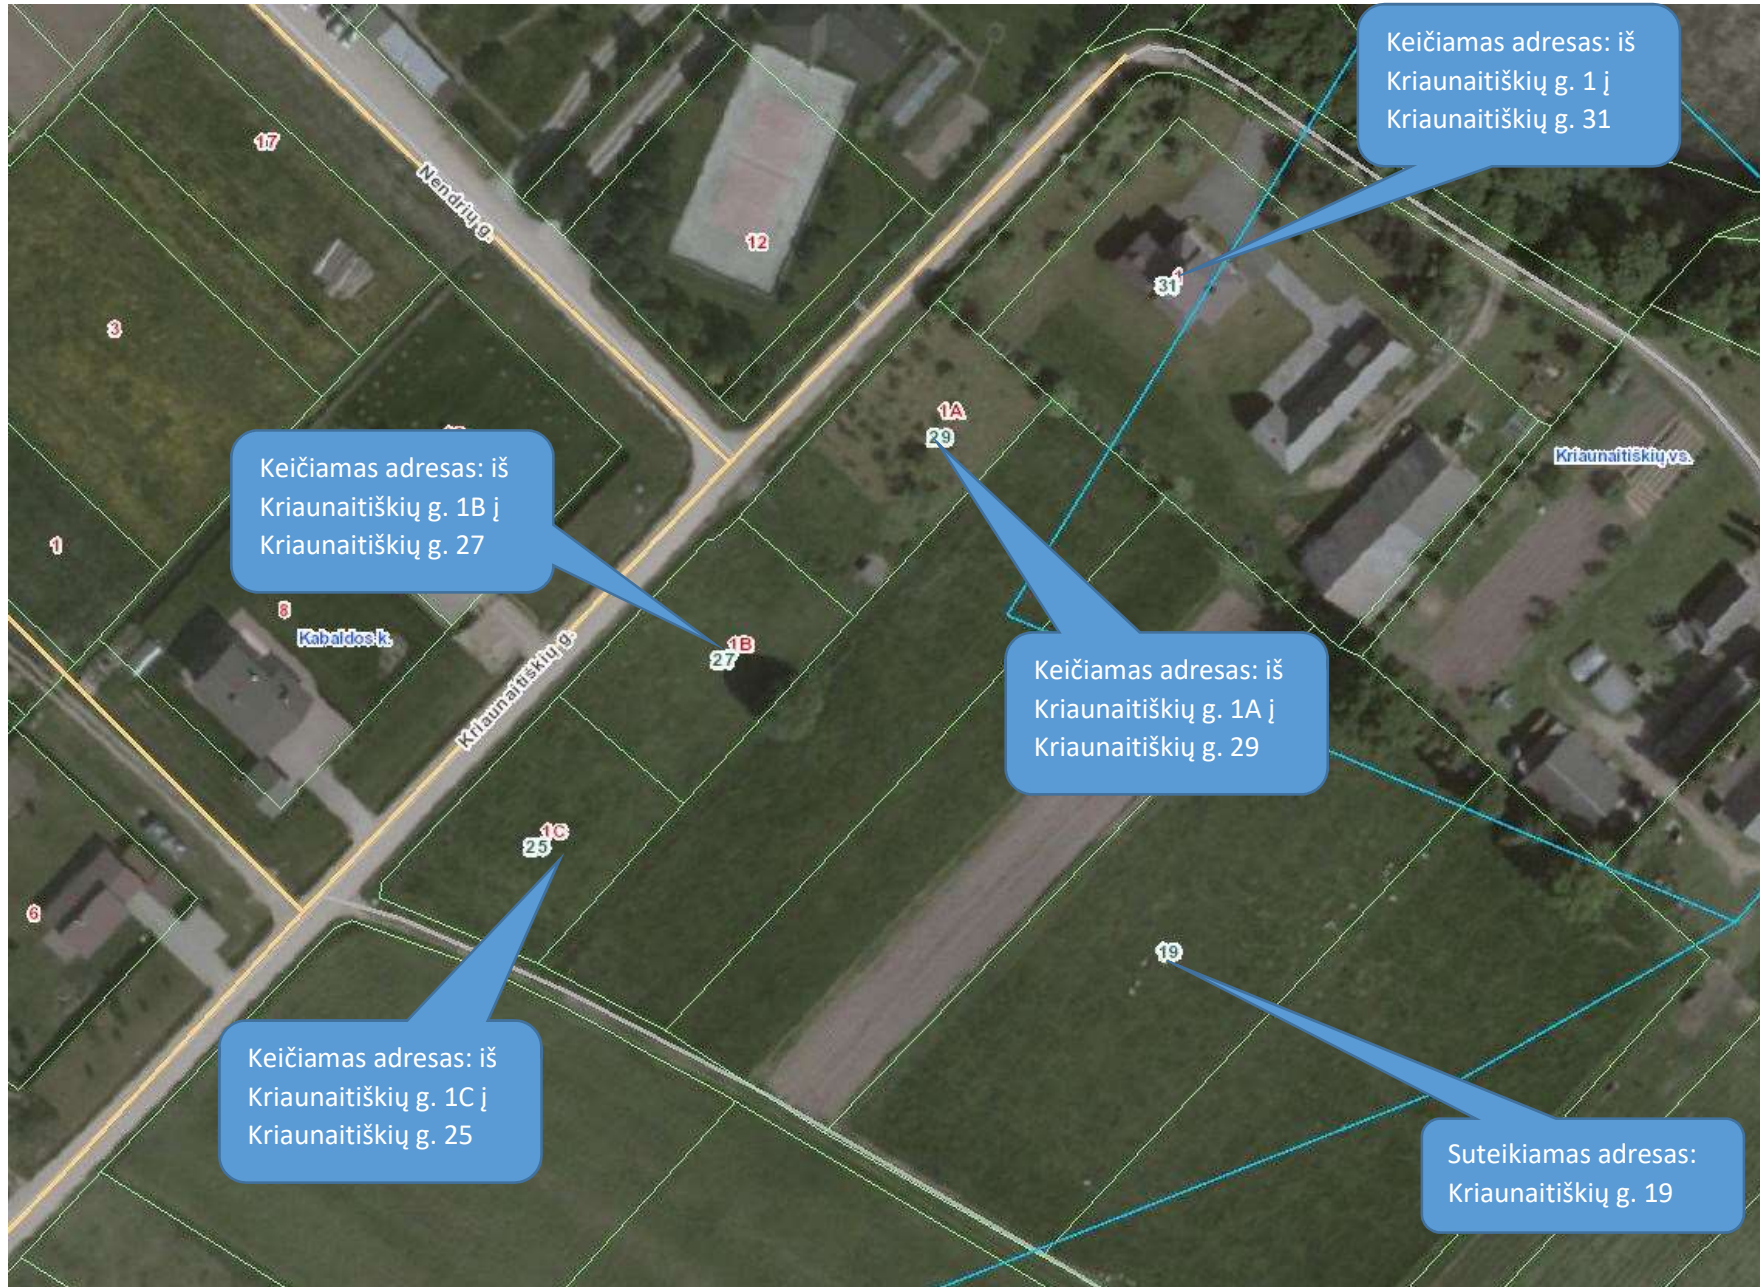 Keičiamas adresas: iš
Kriaunaitiškių g. 1 į
Kriaunaitiškių g. 31
17
Nendrių g.
12
3
1
31
1A
29
Kriaunaitiškių vs.
Keičiamas adresas: iš
Kriaunaitiškių g. 1B į
Kriaunaitiškių g. 27
1
8
Kabaldos k.
Kriaunaitiškių g.
1B
27
Keičiamas adresas: iš
Kriaunaitiškių g. 1A į
Kriaunaitiškių g. 29
1C
25
6
19
Keičiamas adresas: iš
Kriaunaitiškių g. 1C į
Kriaunaitiškių g. 25
Suteikiamas adresas:
Kriaunaitiškių g. 19